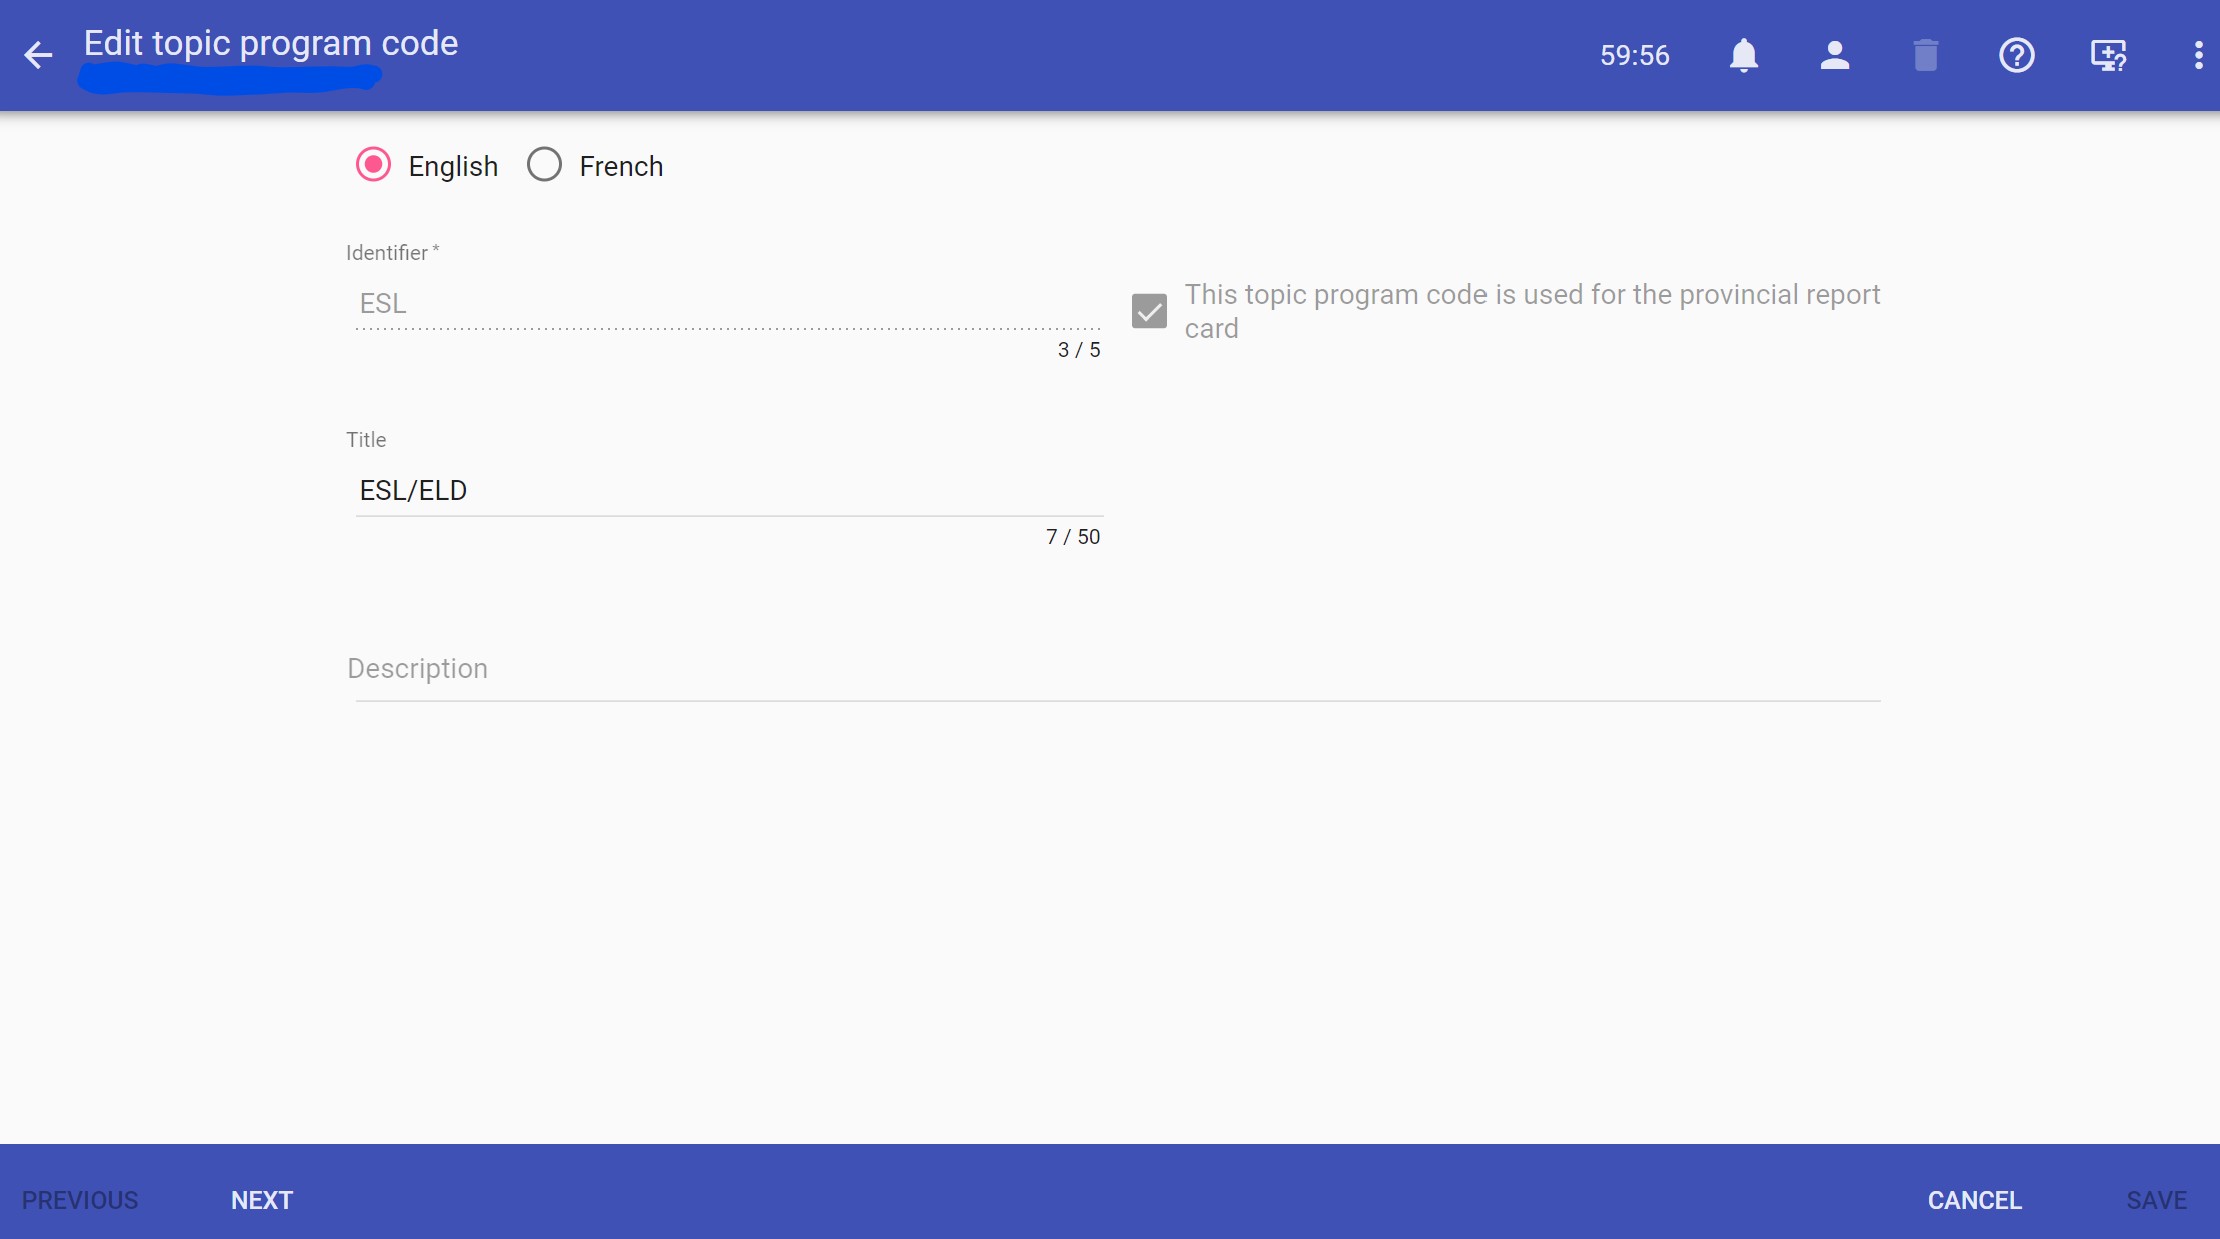 Edit topic program code
59:56
English
French
Identifier *
ESL
3 / 5
This topic program code is used for the provincial report
card
Title
ESL/ELD
7 / 50
Description
PREVIOUS
NEXT
CANCEL
SAVE